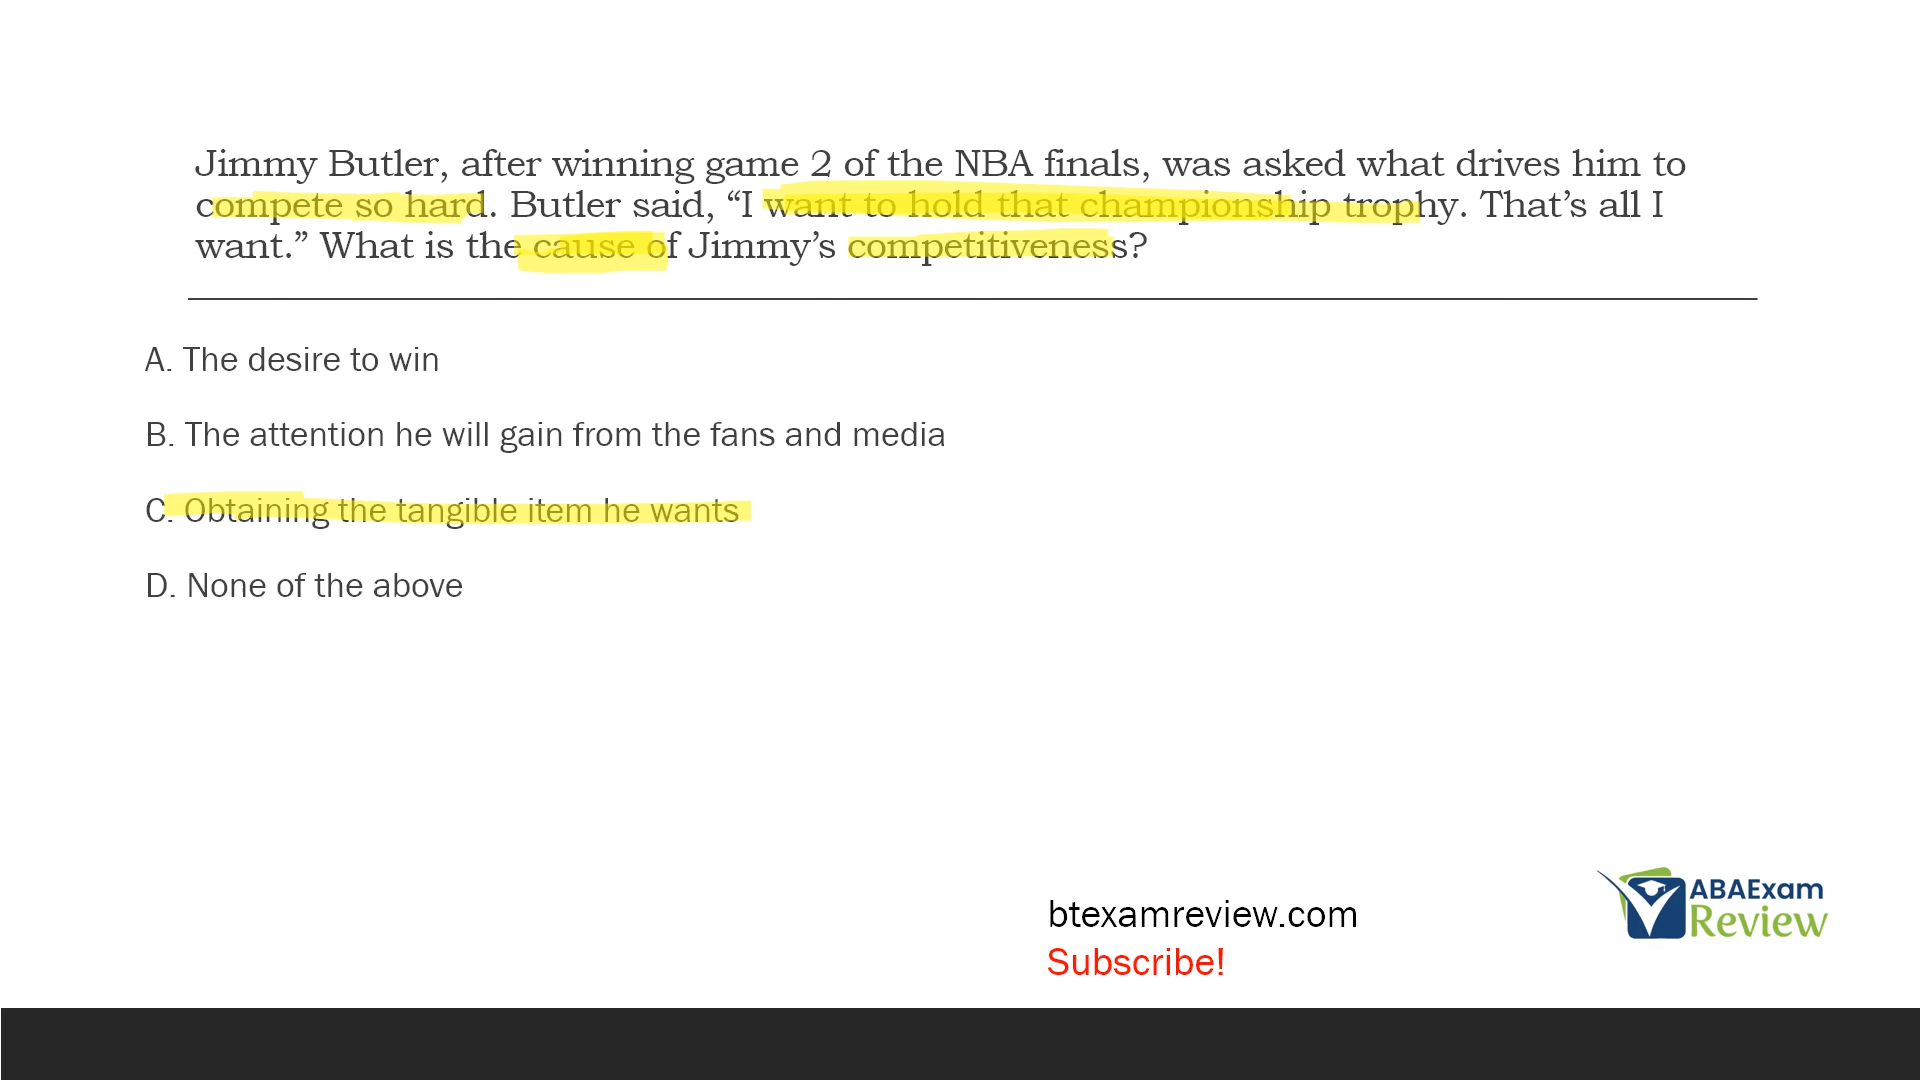 Jimmy Butler, after winning game 2 of the NBA finals, was asked what drives him to
compete so hard. Butler said, “I want to hold that championship trophy. That’s all I
want.” What is the cause of Jimmy’s competitiveness?
A. The desire to win
B. The attention he will gain from the fans and media
C. Obtaining the tangible item he wants
D. None of the above
btexamreview.com
Subscribe!
ABAExam
Review